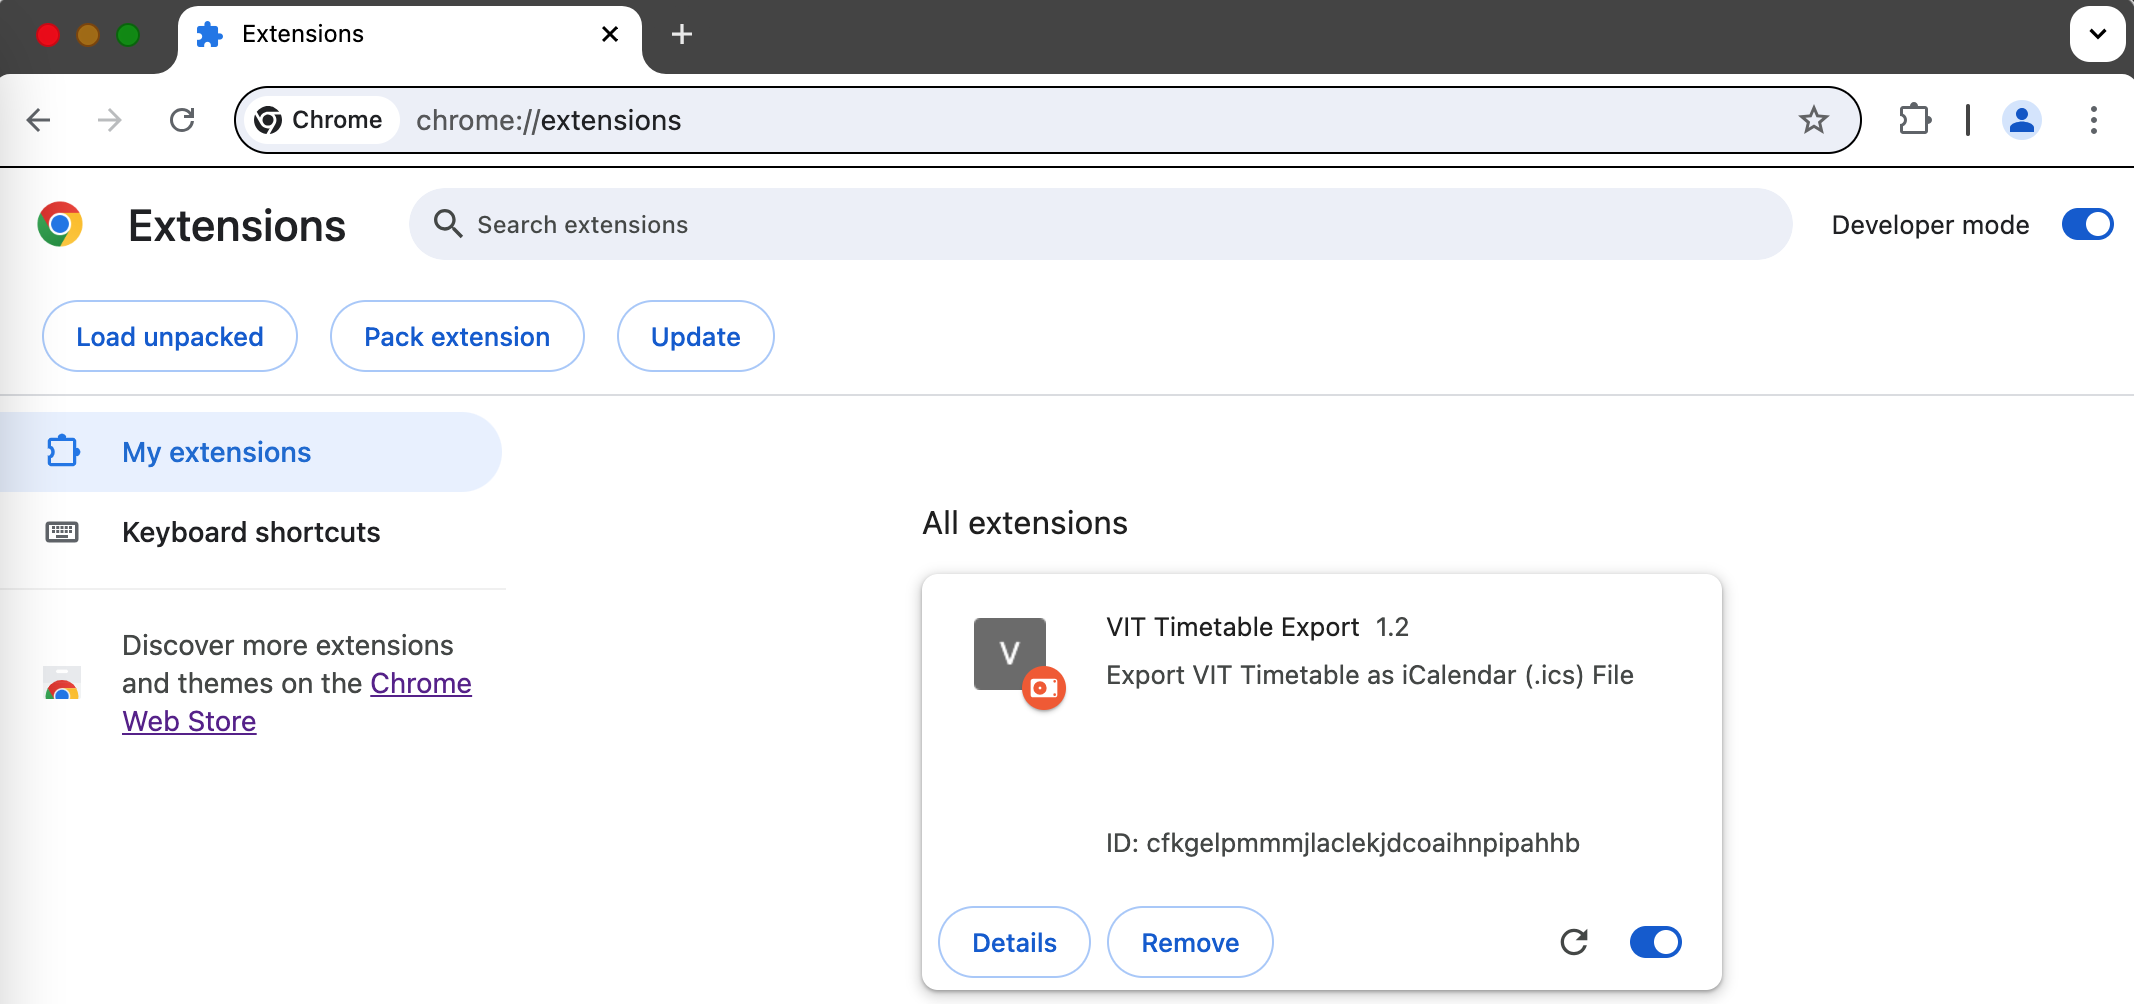 Extensions
Chrome
chrome://extensions
Extensions
Search extensions
Developer mode
Load unpacked
Pack extension
Update
My extensions
Keyboard shortcuts
Discover more extensions
and themes on the Chrome
Web Store
All extensions
V
VIT Timetable Export 1.2
Export VIT Timetable as iCalendar (.ics) File
ID: cfkgelpmmmjlaclekjdcoaihnpipahhb
Details
Remove